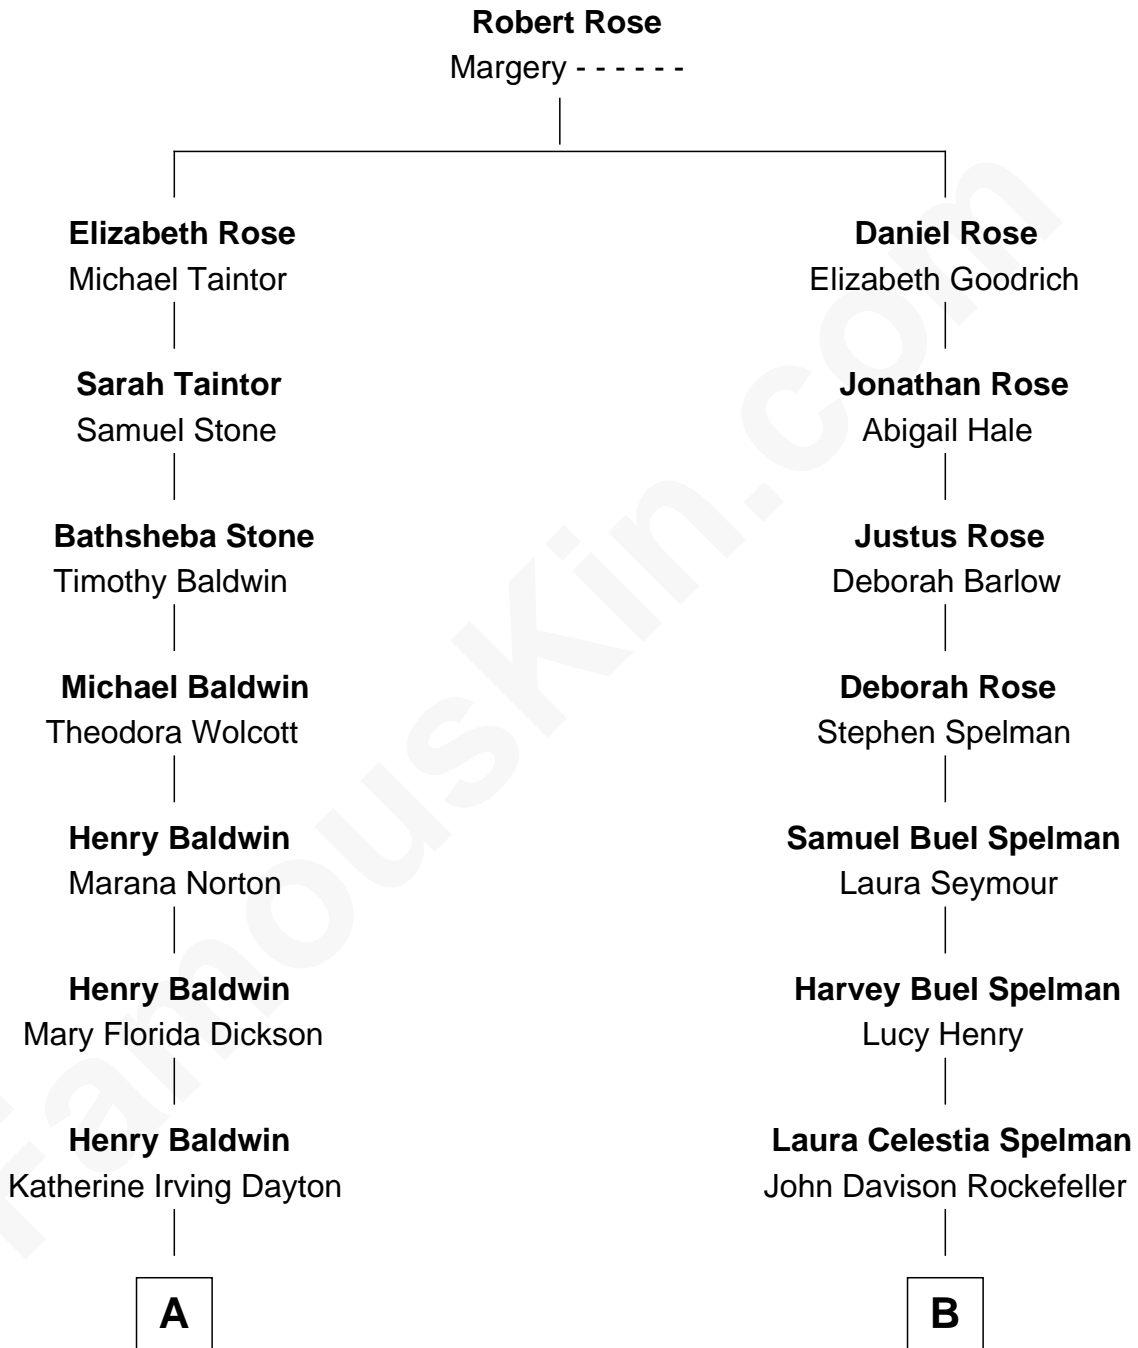 Robert Rose
Margery - - - - - -
Elizabeth Rose
Michael Taintor
Daniel Rose
Elizabeth Goodrich
Sarah Taintor
Samuel Stone
Jonathan Rose
Abigail Hale
Bathsheba Stone
Timothy Baldwin
Justus Rose
Deborah Barlow
Michael Baldwin
Theodora Wolcott
Deborah Rose
Stephen Spelman
Henry Baldwin
Marana Norton
Samuel Buel Spelman
Laura Seymour
Henry Baldwin
Mary Florida Dickson
Harvey Buel Spelman
Lucy Henry
Henry Baldwin
Katherine Irving Dayton
Laura Celestia Spelman
John Davison Rockefeller
A
B
FamousKin.com